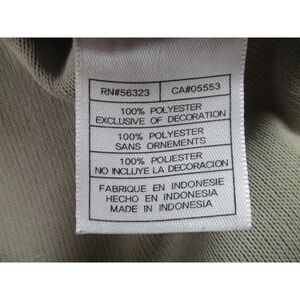 RN#56323 CA#05553
100% POLYESTER
EXCLUSIVE OF DECORATION
100% POLYESTER
SANS ORNEMENTS
100% POLIESTER
NO INCLUYE LA DECORACION
FABRIQUE EN INDONESIE
HECHO EN INDONESIA
MADE IN INDONESIA